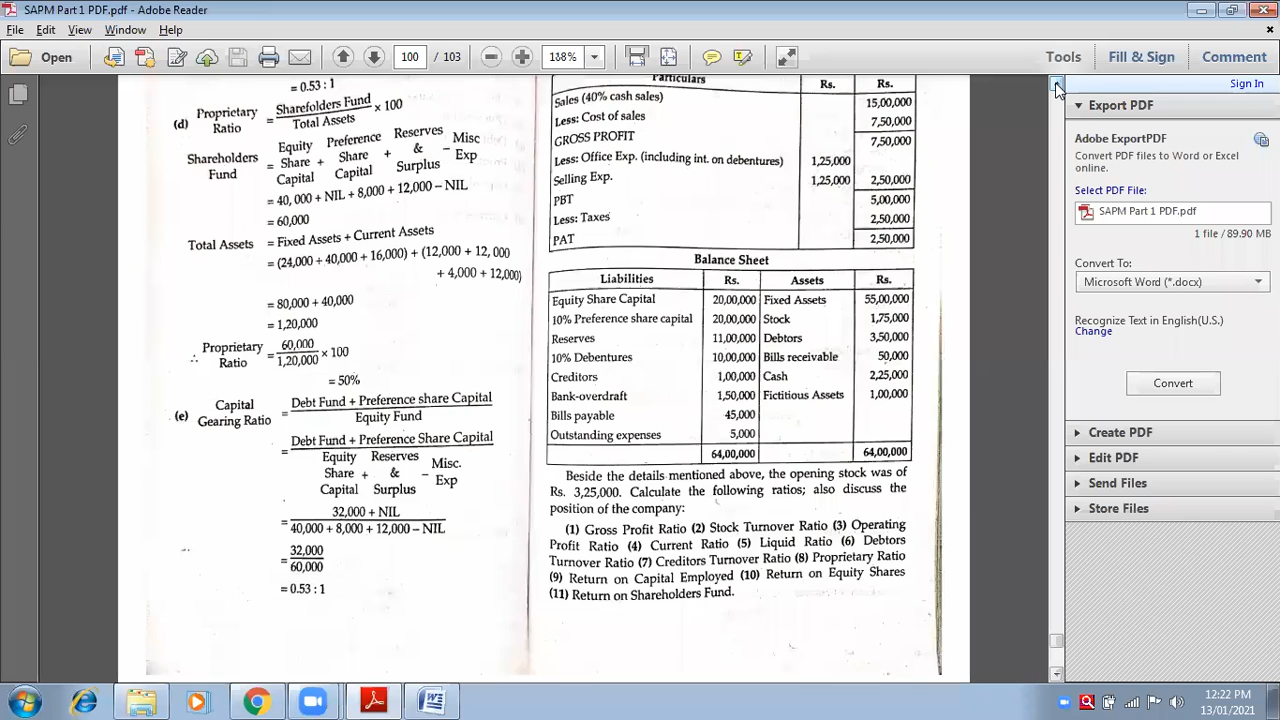 SAPM Part 1 PDF.pdf - Adobe Reader
File Edit View Window Help
Open 100 / 103 138% Tools Fill & Sign Comment
= 0.53 : 1
(d) Proprietary Ratio = Sharefolders Fund / Total Assets × 100
Shareholders Fund = Equity Share Capital + Preference Share Capital + Reserves & Surplus − Misc Exp
= 40,000 + NIL + 8,000 + 12,000 – NIL
= 60,000
Total Assets = Fixed Assets + Current Assets
= (24,000 + 40,000 + 16,000) + (12,000 + 12,000
+ 4,000 + 12,000)
= 80,000 + 40,000
= 1,20,000
∴ Proprietary Ratio = 60,000 / 1,20,000 × 100
= 50%
(e) Capital Gearing Ratio = Debt Fund + Preference share Capital / Equity Fund
= Debt Fund + Preference Share Capital / Equity Share Capital + Reserves & Surplus − Misc. Exp
= 32,000 + NIL / 40,000 + 8,000 + 12,000 – NIL
= 32,000 / 60,000
= 0.53 : 1
Particulars Rs. Rs.
Sales (40% cash sales) 15,00,000
Less: Cost of sales 7,50,000
GROSS PROFIT 7,50,000
Less: Office Exp. (including int. on debentures) 1,25,000
Selling Exp. 1,25,000 2,50,000
PBT 5,00,000
Less: Taxes 2,50,000
PAT 2,50,000
Balance Sheet
Liabilities Rs. Assets Rs.
Equity Share Capital 20,00,000 Fixed Assets 55,00,000
10% Preference share capital 20,00,000 Stock 1,75,000
Reserves 11,00,000 Debtors 3,50,000
10% Debentures 10,00,000 Bills receivable 50,000
Creditors 1,00,000 Cash 2,25,000
Bank-overdraft 1,50,000 Fictitious Assets 1,00,000
Bills payable 45,000
Outstanding expenses 5,000
64,00,000 64,00,000
Beside the details mentioned above, the opening stock was of
Rs. 3,25,000. Calculate the following ratios; also discuss the
position of the company:
(1) Gross Profit Ratio (2) Stock Turnover Ratio (3) Operating
Profit Ratio (4) Current Ratio (5) Liquid Ratio (6) Debtors
Turnover Ratio (7) Creditors Turnover Ratio (8) Proprietary Ratio
(9) Return on Capital Employed (10) Return on Equity Shares
(11) Return on Shareholders Fund.
Sign In
Export PDF
Adobe ExportPDF
Convert PDF files to Word or Excel
online.
Select PDF File:
SAPM Part 1 PDF.pdf
1 file / 89.90 MB
Convert To:
Microsoft Word (*.docx)
Recognize Text in English(U.S.)
Change
Convert
Create PDF
Edit PDF
Send Files
Store Files
12:22 PM
13/01/2021